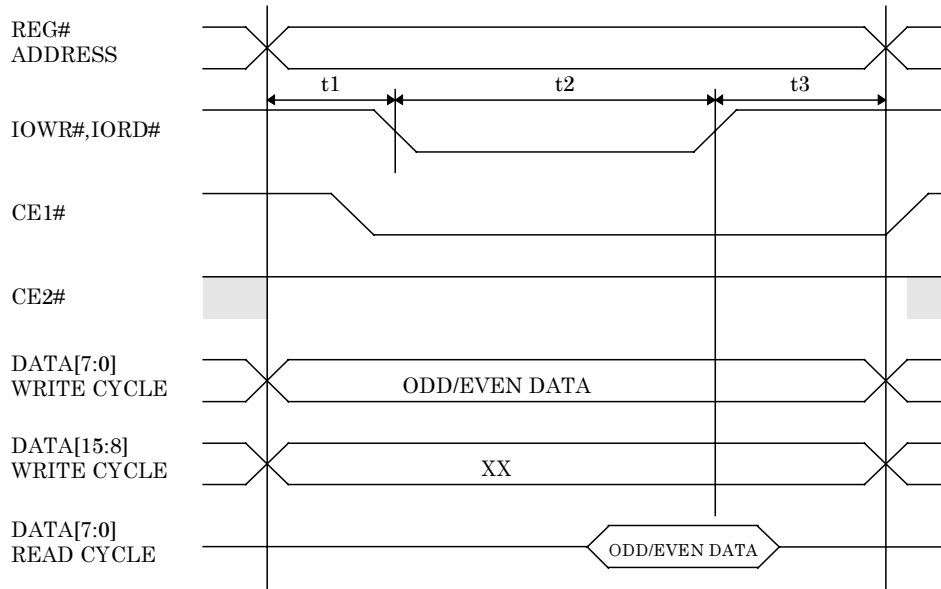 REG#
ADDRESS
t1 t2 t3
IOWR#,IORD#
CE1#
CE2#
DATA[7:0]
WRITE CYCLE
ODD/EVEN DATA
DATA[15:8]
WRITE CYCLE
XX
DATA[7:0]
READ CYCLE
ODD/EVEN DATA